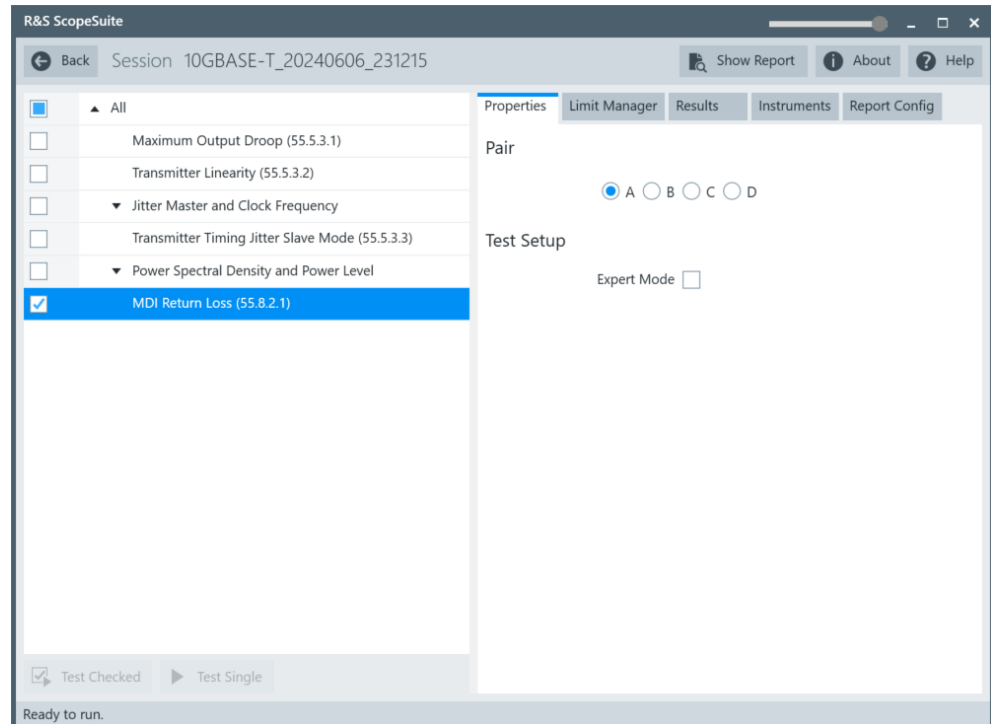 R&S ScopeSuite
Back Session 10GBASE-T_20240606_231215 Show Report About Help
All
Maximum Output Droop (55.5.3.1)
Transmitter Linearity (55.5.3.2)
Jitter Master and Clock Frequency
Transmitter Timing Jitter Slave Mode (55.5.3.3)
Power Spectral Density and Power Level
MDI Return Loss (55.8.2.1)
Test Checked Test Single
Properties Limit Manager Results Instruments Report Config
Pair
A B C D
Test Setup
Expert Mode
Ready to run.